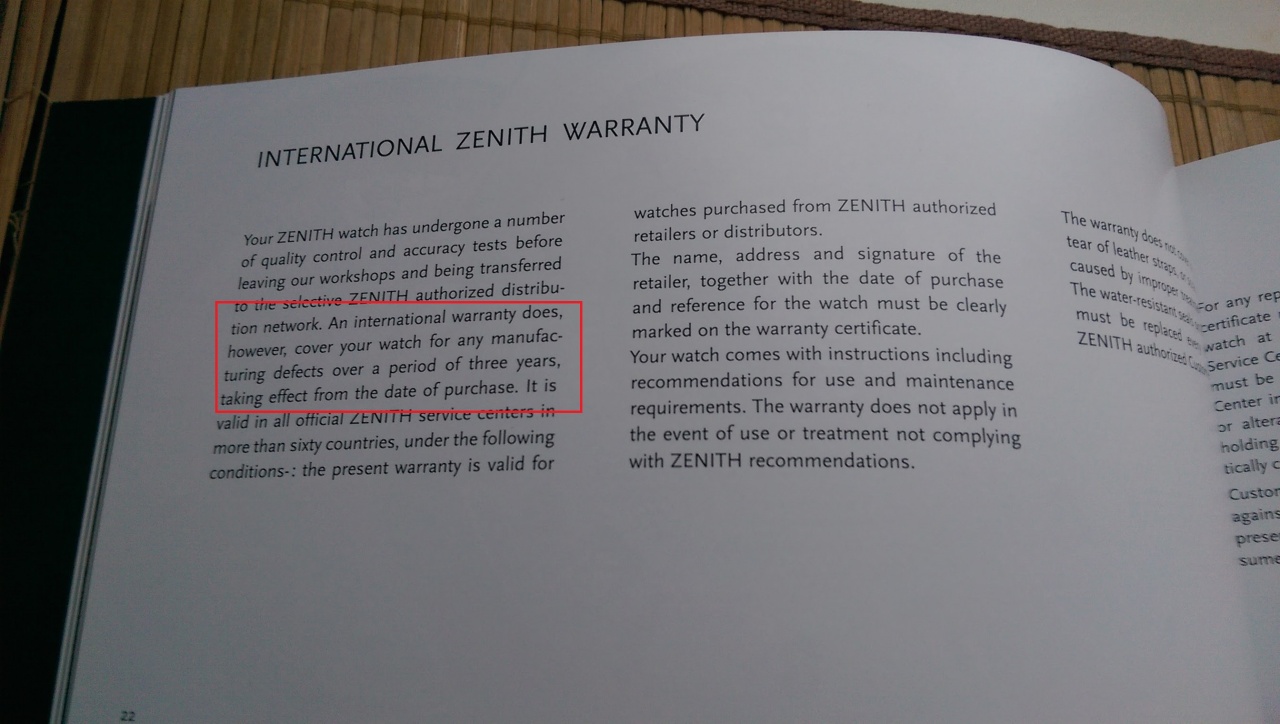 INTERNATIONAL ZENITH WARRANTY
Your ZENITH watch has undergone a number
of quality control and accuracy tests before
leaving our workshops and being transferred
to the selective ZENITH authorized distribu-
tion network. An international warranty does,
however, cover your watch for any manufac-
turing defects over a period of three years,
taking effect from the date of purchase. It is
valid in all official ZENITH service centers in
more than sixty countries, under the following
conditions-: the present warranty is valid for
watches purchased from ZENITH authorized
retailers or distributors.
The name, address and signature of the
retailer, together with the date of purchase
and reference for the watch must be clearly
marked on the warranty certificate.
Your watch comes with instructions including
recommendations for use and maintenance
requirements. The warranty does not apply in
the event of use or treatment not complying
with ZENITH recommendations.
The warranty does not
tear of leather straps,
caused by improper
The water-resistant
must be replaced
ZENITH authorized
For any
certificate
watch at
Service
must be
Center
or
holding
against
22